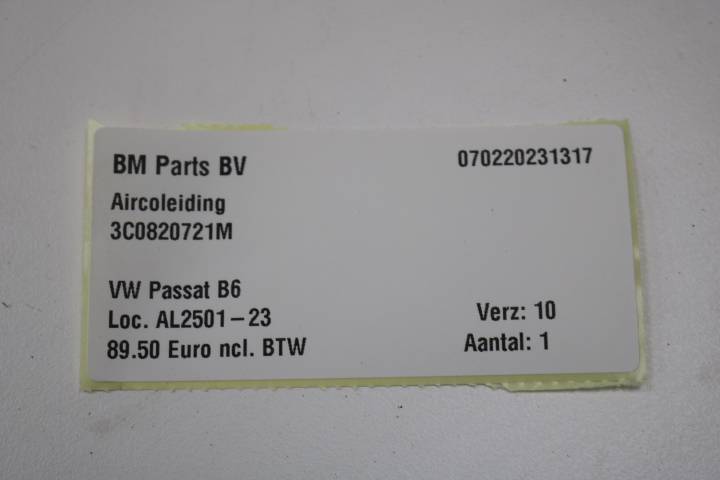 BM Parts BV
070220231317
Aircoleiding
3C0820721M
VW Passat B6
Loc. AL2501-23
Verz: 10
89.50 Euro ncl. BTW
Aantal: 1